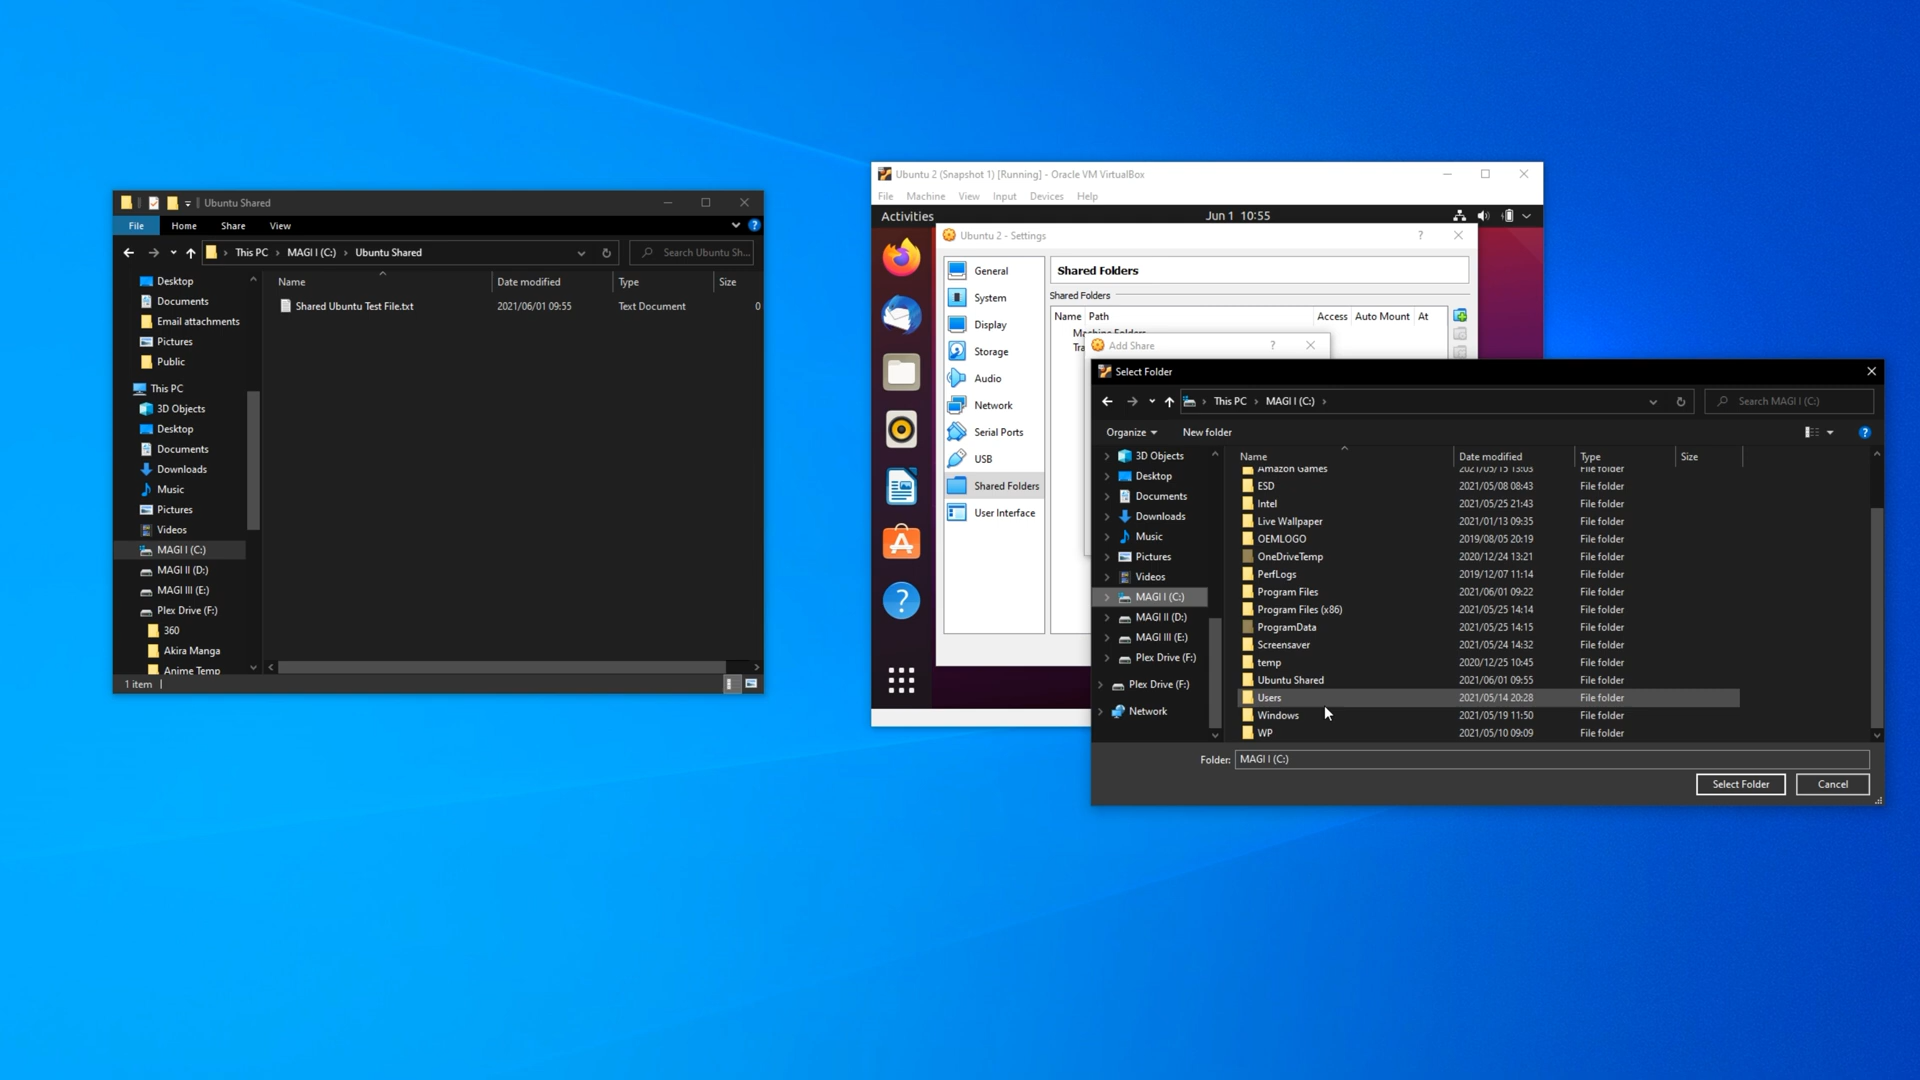 Ubuntu Shared
File Home Share View
This PC MAGI I (C:) Ubuntu Shared
Search Ubuntu Sh...
Name Date modified Type Size
Shared Ubuntu Test File.txt 2021/06/01 09:55 Text Document 0
Desktop
Documents
Email attachments
Pictures
Public
This PC
3D Objects
Desktop
Documents
Downloads
Music
Pictures
Videos
MAGI I (C:)
MAGI II (D:)
MAGI III (E:)
Plex Drive (F:)
360
Akira Manga
Anime Temp
1 item
Ubuntu 2 (Snapshot 1) [Running] - Oracle VM VirtualBox
File Machine View Input Devices Help
Activities Jun 1 10:55
Ubuntu 2 - Settings ?
General
System
Display
Storage
Audio
Network
Serial Ports
USB
Shared Folders
User Interface
Shared Folders
Shared Folders
Name Path Access Auto Mount At
Machine Folders
Add Share ?
Select Folder
This PC MAGI I (C:)
Search MAGI I (C:)
Organize New folder
3D Objects
Desktop
Documents
Downloads
Music
Pictures
Videos
MAGI I (C:)
MAGI II (D:)
MAGI III (E:)
Plex Drive (F:)
Plex Drive (F:)
Network
Name Date modified Type Size
Amazon Games 2021/05/15 13:03 File folder
ESD 2021/05/08 08:43 File folder
Intel 2021/05/25 21:43 File folder
Live Wallpaper 2021/01/13 09:35 File folder
OEMLOGO 2019/08/05 20:19 File folder
OneDriveTemp 2020/12/24 13:21 File folder
PerfLogs 2019/12/07 11:14 File folder
Program Files 2021/06/01 09:22 File folder
Program Files (x86) 2021/05/25 14:14 File folder
ProgramData 2021/05/25 14:15 File folder
Screensaver 2021/05/24 14:32 File folder
temp 2020/12/25 10:45 File folder
Ubuntu Shared 2021/06/01 09:55 File folder
Users 2021/05/14 20:28 File folder
Windows 2021/05/19 11:50 File folder
WP 2021/05/10 09:09 File folder
Folder: MAGI I (C:)
Select Folder Cancel